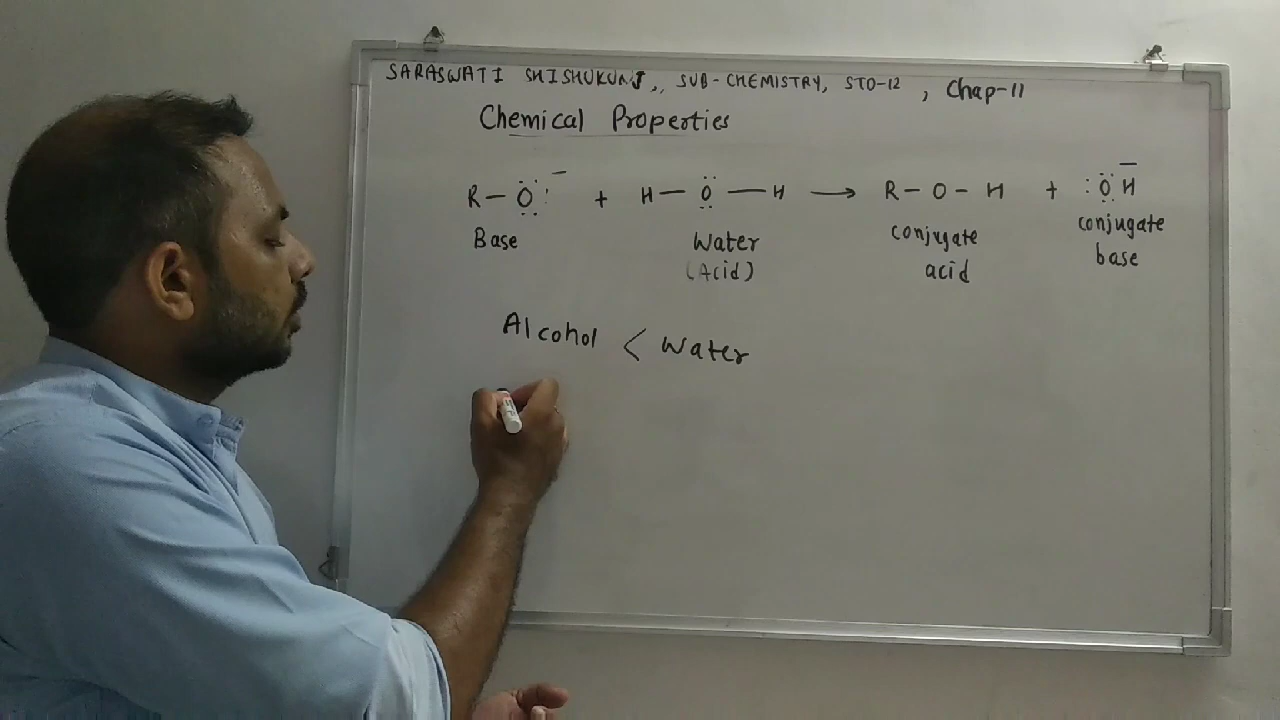 SARASWATI SHISHUKUNJ, SUB-CHEMISTRY, STD-12, Chap-11
Chemical Properties
R-Ö:⁻ + H-Ö-H → R-O-H + :ÖH⁻
Base Water conjugate conjugate
(Acid) acid base
Alcohol < Water